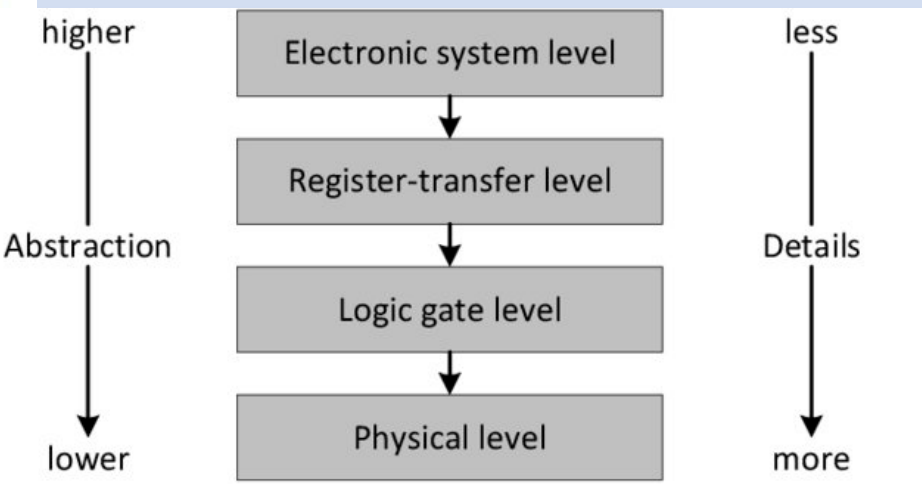 higher
Electronic system level
less
Register-transfer level
Abstraction
Details
Logic gate level
Physical level
lower
more